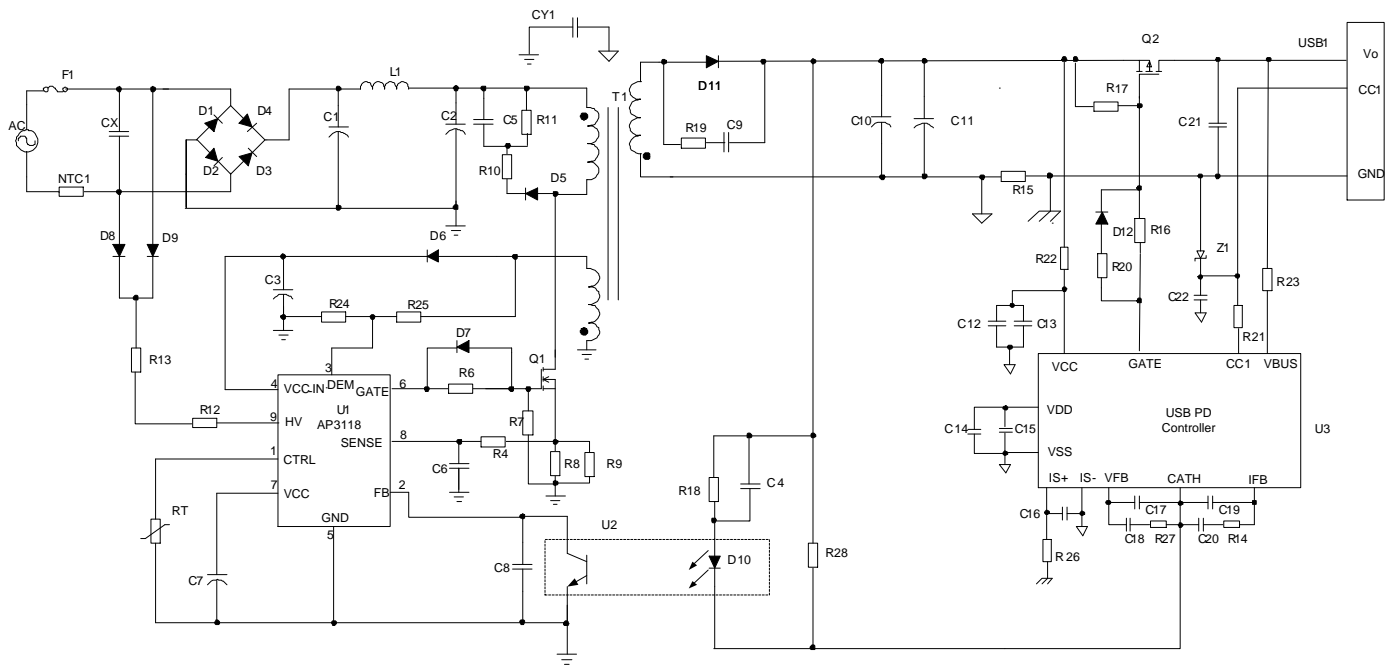 CY1
Q2
USB1
F1
L1
Vo
D11
T1
R17
CC1
D1
D4
AC
CX
C1
C2
C5
R11
R19
C9
C10
C11
C21
D2
D3
R10
NTC1
D5
R15
GND
D8
D9
D6
D12
R16
Z1
R22
R20
C3
R23
C22
R24
R25
C12
C13
R21
D7
R13
3
Q1
4
VCC-IN
DEM
GATE
6
R6
VCC
GATE
CC1
VBUS
U1
AP3118
R12
9
HV
R7
VDD
USB PD
Controller
U3
SENSE
8
C14
C15
1
CTRL
R4
VSS
C6
R8
R9
IS+
IS-
VFB
CATH
IFB
7
VCC
FB
2
R18
C4
C17
C19
RT
GND
5
U2
C16
C18
R27
C20
R14
C7
C8
D10
R28
R26